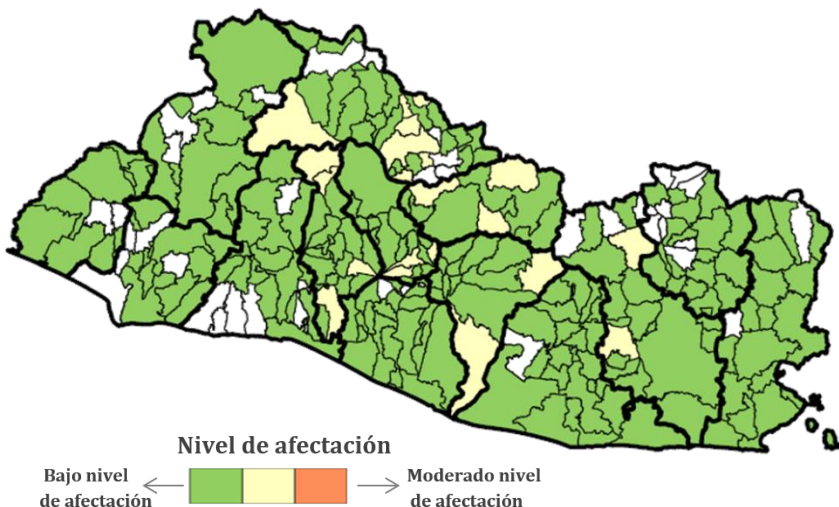 Nivel de afectación
Bajo nivel
de afectación
Moderado nivel
de afectación